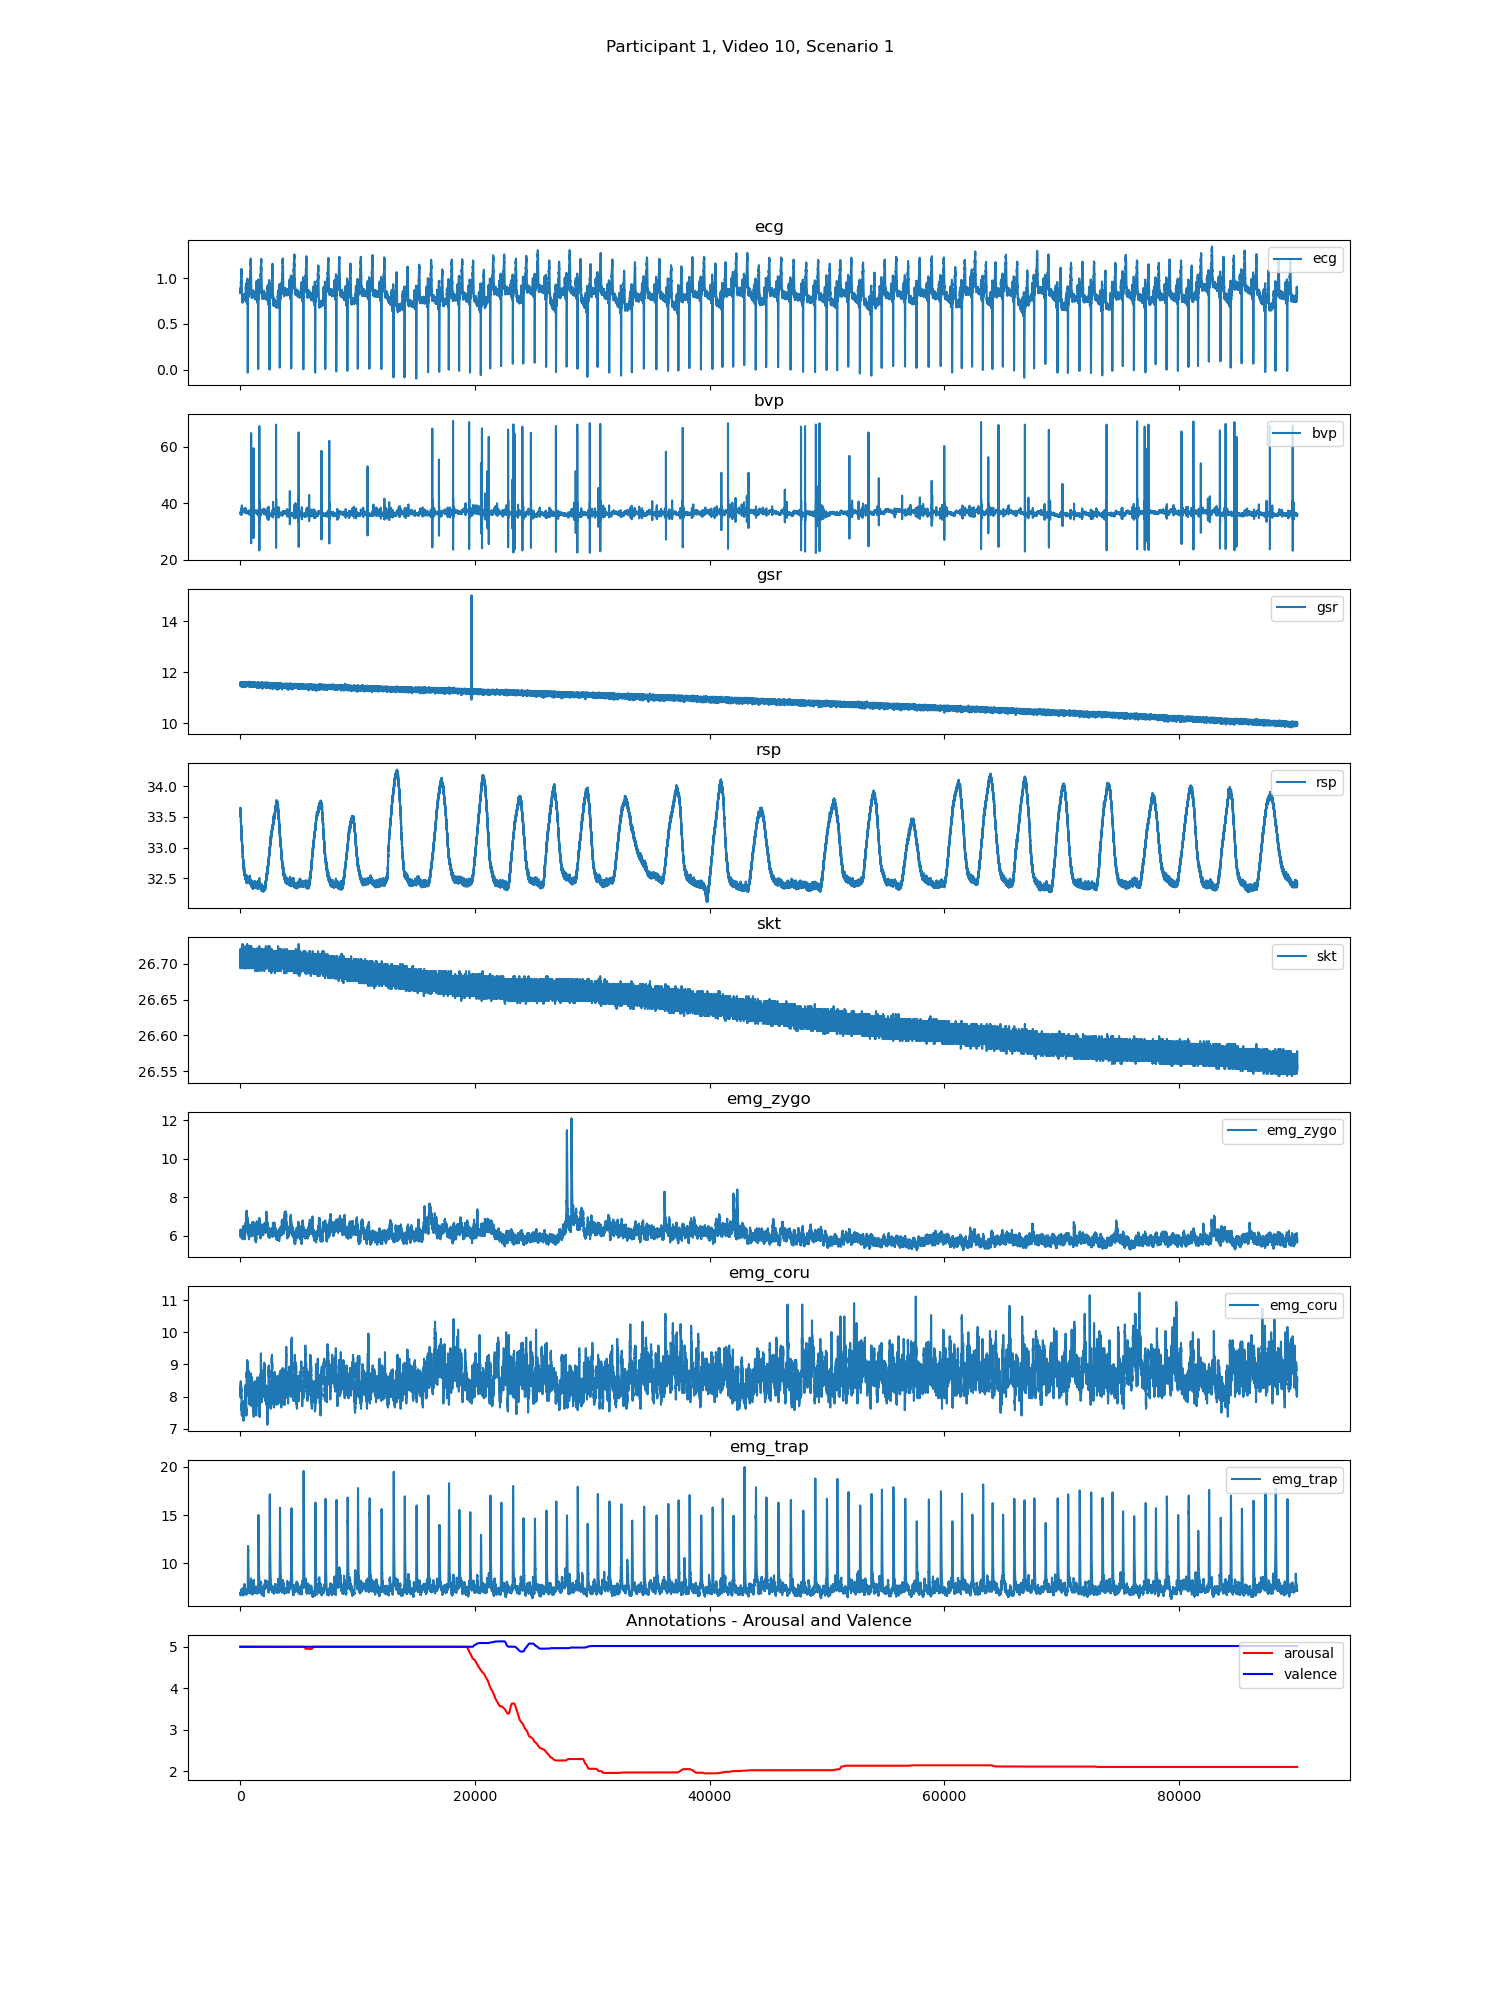 Participant 1, Video 10, Scenario 1
ecg
1.0
0.5
0.0
ecg
bvp
60
40
20
bvp
gsr
14
12
10
gsr
rsp
34.0
33.5
33.0
32.5
rsp
skt
26.70
26.65
26.60
26.55
skt
emg_zygo
12
10
8
6
emg_zygo
emg_coru
11
10
9
8
7
emg_coru
emg_trap
20
15
10
emg_trap
Annotations - Arousal and Valence
5
4
3
2
arousal
valence
0 20000 40000 60000 80000